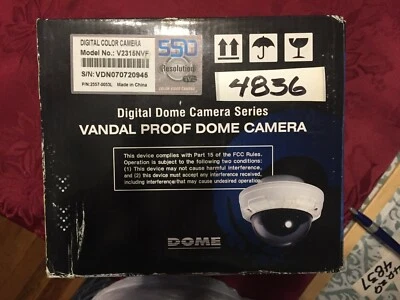 DIGITAL COLOR CAMERA
Model No.: V2315NVF
S/N: VDN070720945
P/N: Made in China
550
Resolution
4836
Digital Dome Camera Series
VANDAL PROOF DOME CAMERA
This device complies with Part 15 of the FCC Rules.
Operation is subject to the following two conditions:
(1) This device may not cause harmful interference,
and (2) this device must accept any interference received,
including interference that may cause undesired operation.
DOME
4837